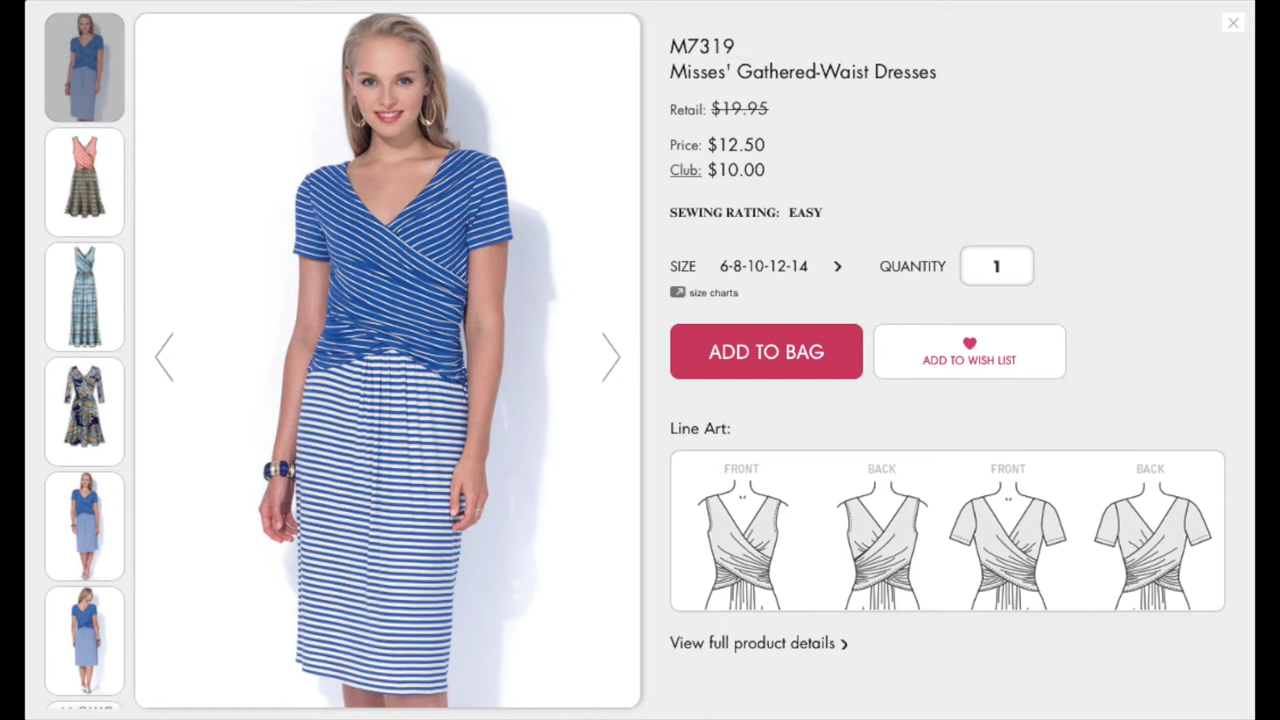 M7319
Misses' Gathered-Waist Dresses
Retail: $19.95
Price: $12.50
Club: $10.00
SEWING RATING: EASY
SIZE 6-8-10-12-14 QUANTITY 1
size charts
ADD TO BAG
ADD TO WISH LIST
Line Art:
FRONT BACK FRONT BACK
View full product details